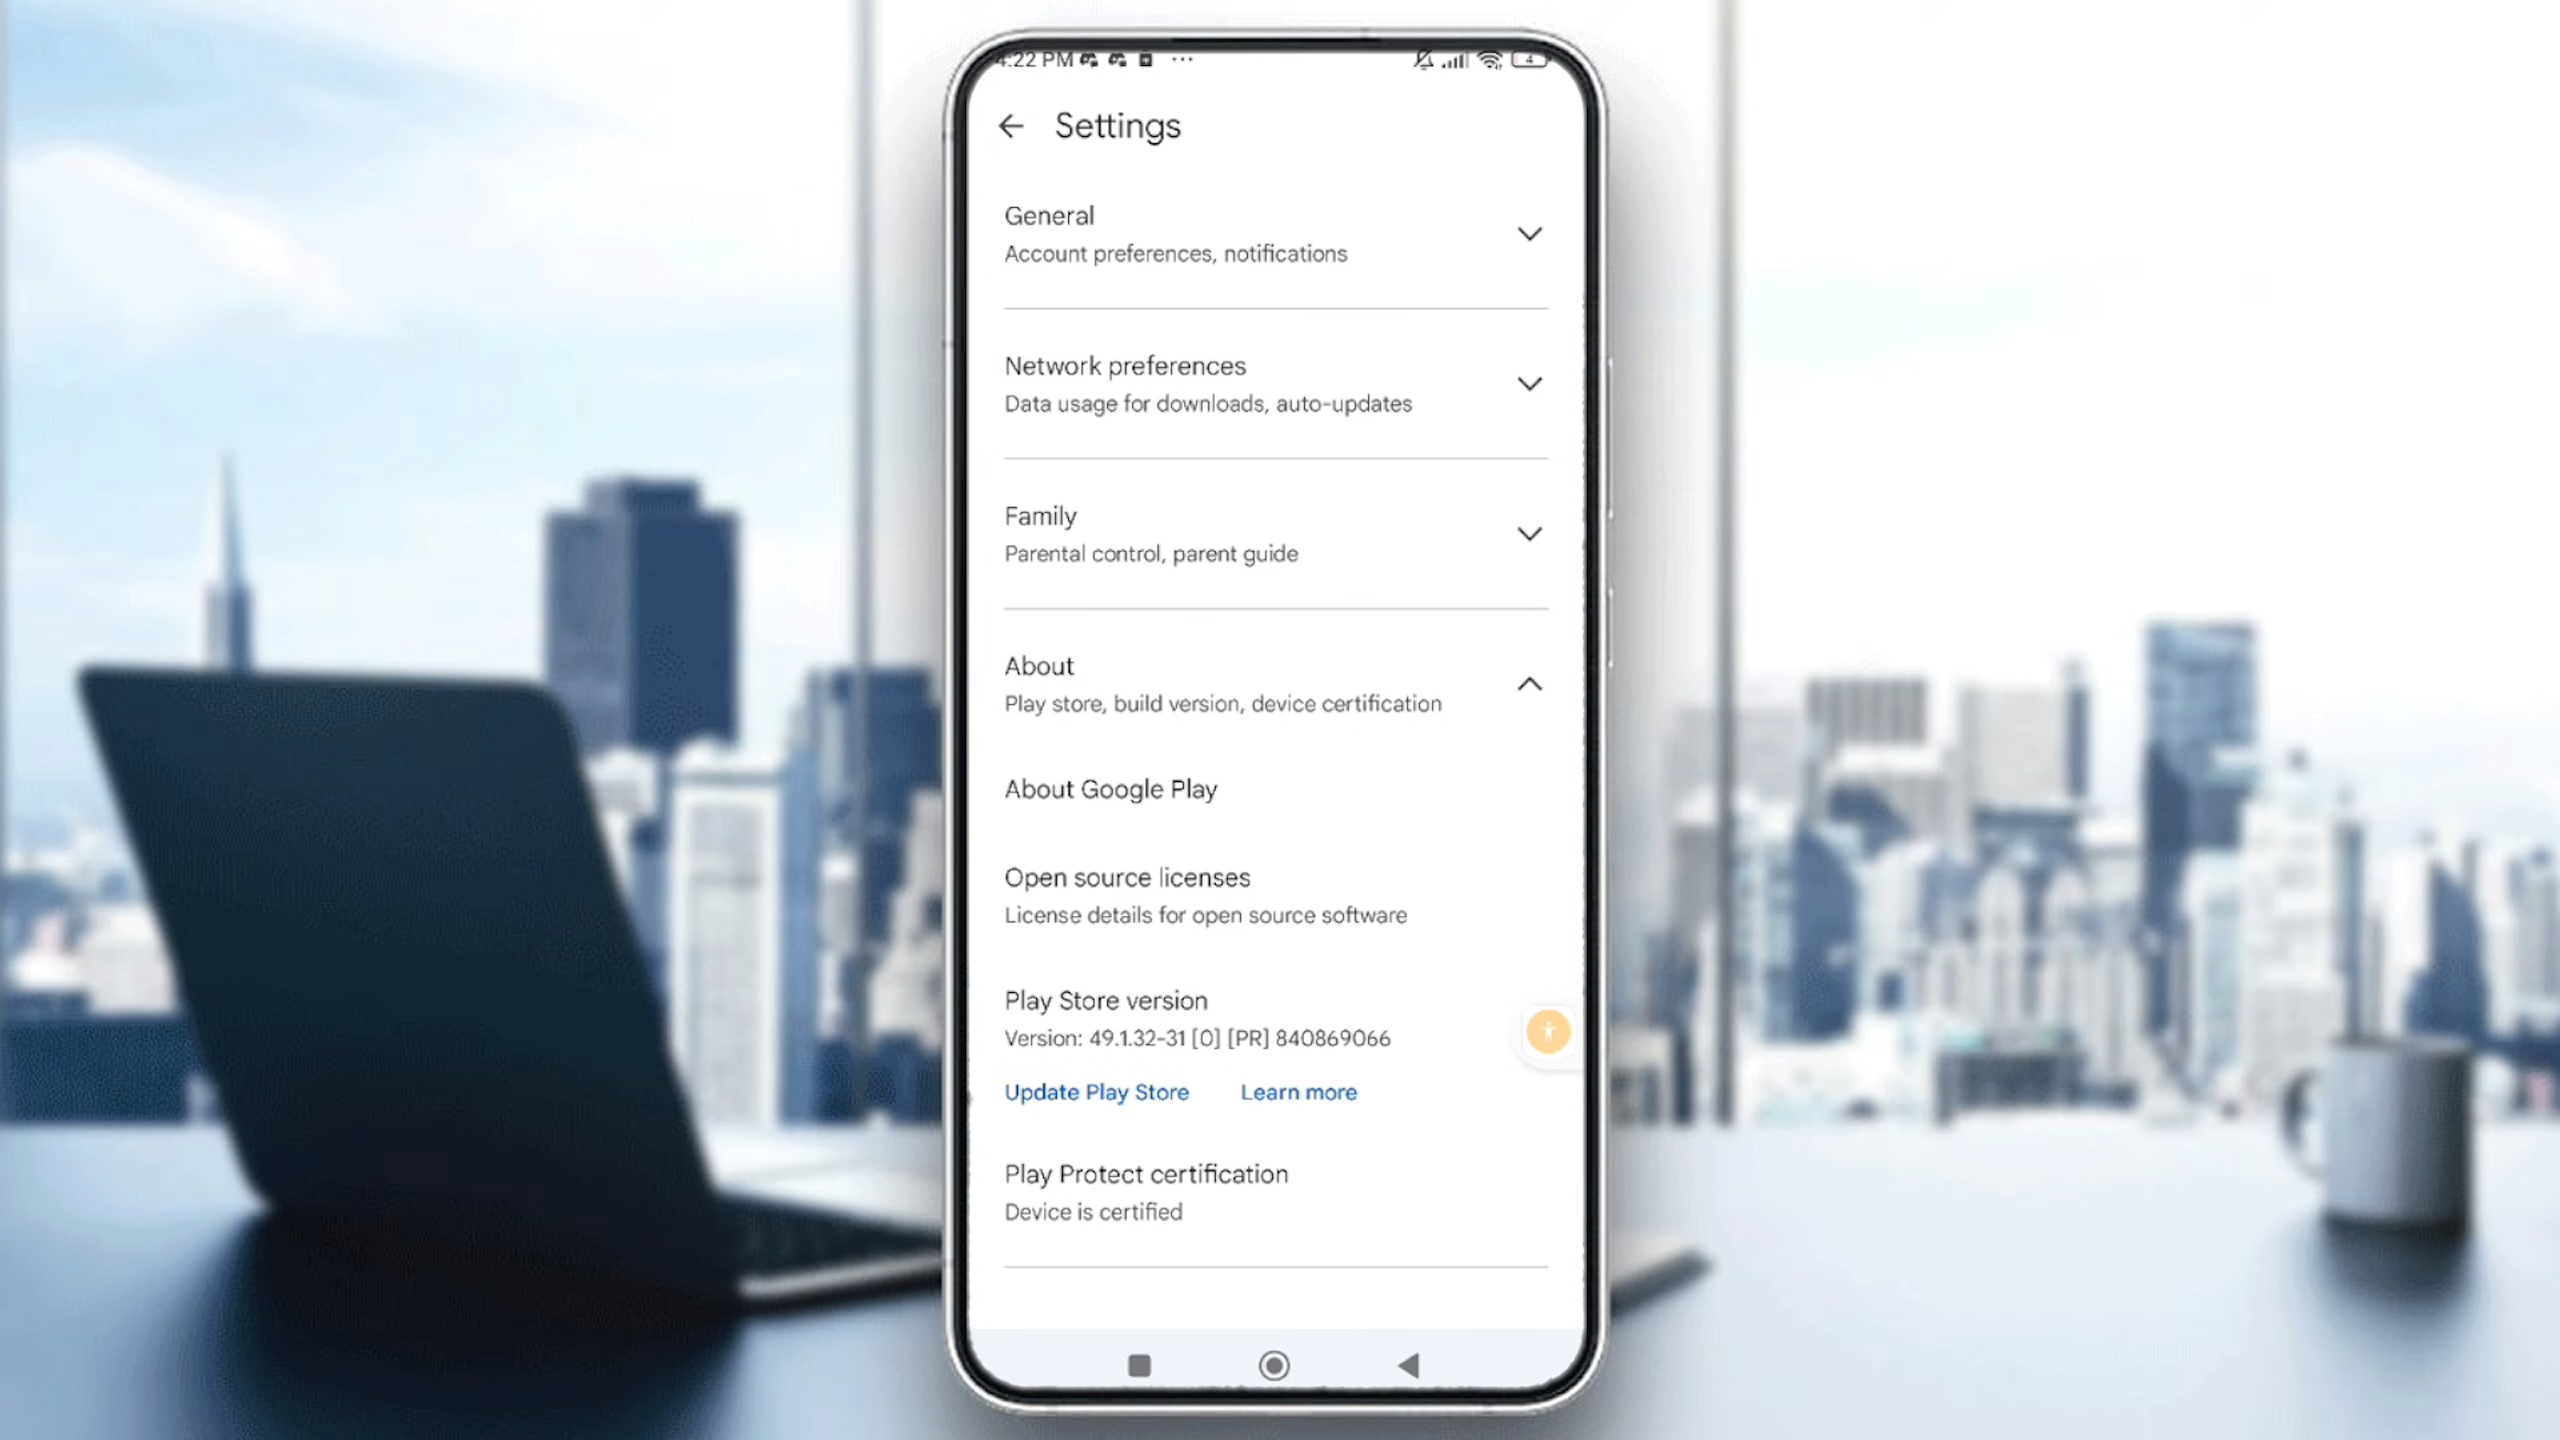 4:22 PM
4
Settings
General
Account preferences, notifications
Network preferences
Data usage for downloads, auto-updates
Family
Parental control, parent guide
About
Play store, build version, device certification
About Google Play
Open source licenses
License details for open source software
Play Store version
Version: 49.1.32-31 [0] [PR] 840869066
Update Play Store Learn more
Play Protect certification
Device is certified